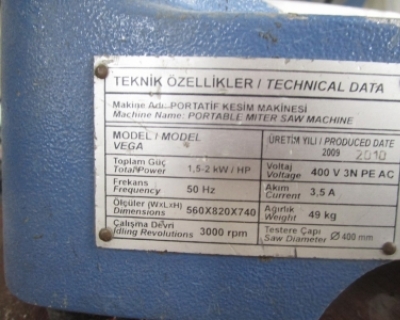 TEKNİK ÖZELLİKLER / TECHNICAL DATA
Makine Adı: PORTATİF KESİM MAKİNESİ
Machine Name: PORTABLE MITER SAW MACHINE
MODEL / MODEL
VEGA
ÜRETİM YILI / PRODUCED DATE
2009 2010
Toplam Güç
Total Power 1,5-2 kW / HP
Voltaj
Voltage 400 V 3N PE AC
Frekans
Frequency 50 Hz
Akım
Current 3,5 A
Ölçüler (WxLxH)
Dimensions 560X820X740
Ağırlık
Weight 49 kg
Çalışma Devri
Idling Revolutions 3000 rpm
Testere Çapı
Saw Diameter Ø 400 mm